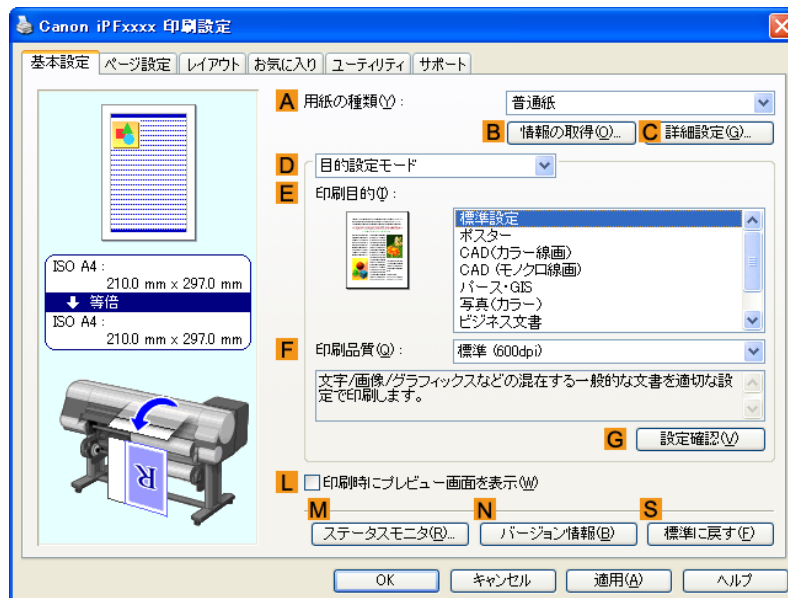 Canon iPFxxxx 印刷設定
基本設定 ページ設定 レイアウト お気に入り ユーティリティ サポート
A 用紙の種類(Y): 普通紙
B 情報の取得(O)... C 詳細設定(G)...
D 目的設定モード
E 印刷目的(I):
標準設定
ポスター
CAD(カラー線画)
CAD (モノクロ線画)
パース・GIS
写真(カラー)
ビジネス文書
ISO A4 :
210.0 mm x 297.0 mm
等倍
ISO A4 :
210.0 mm x 297.0 mm
F 印刷品質(Q): 標準 (600dpi)
文字/画像/グラフィックスなどの混在する一般的な文書を適切な設
定で印刷します。
G 設定確認(V)
R
L 印刷時にプレビュー画面を表示(W)
M N S
ステータスモニタ(R)... バージョン情報(B) 標準に戻す(F)
OK キャンセル 適用(A) ヘルプ